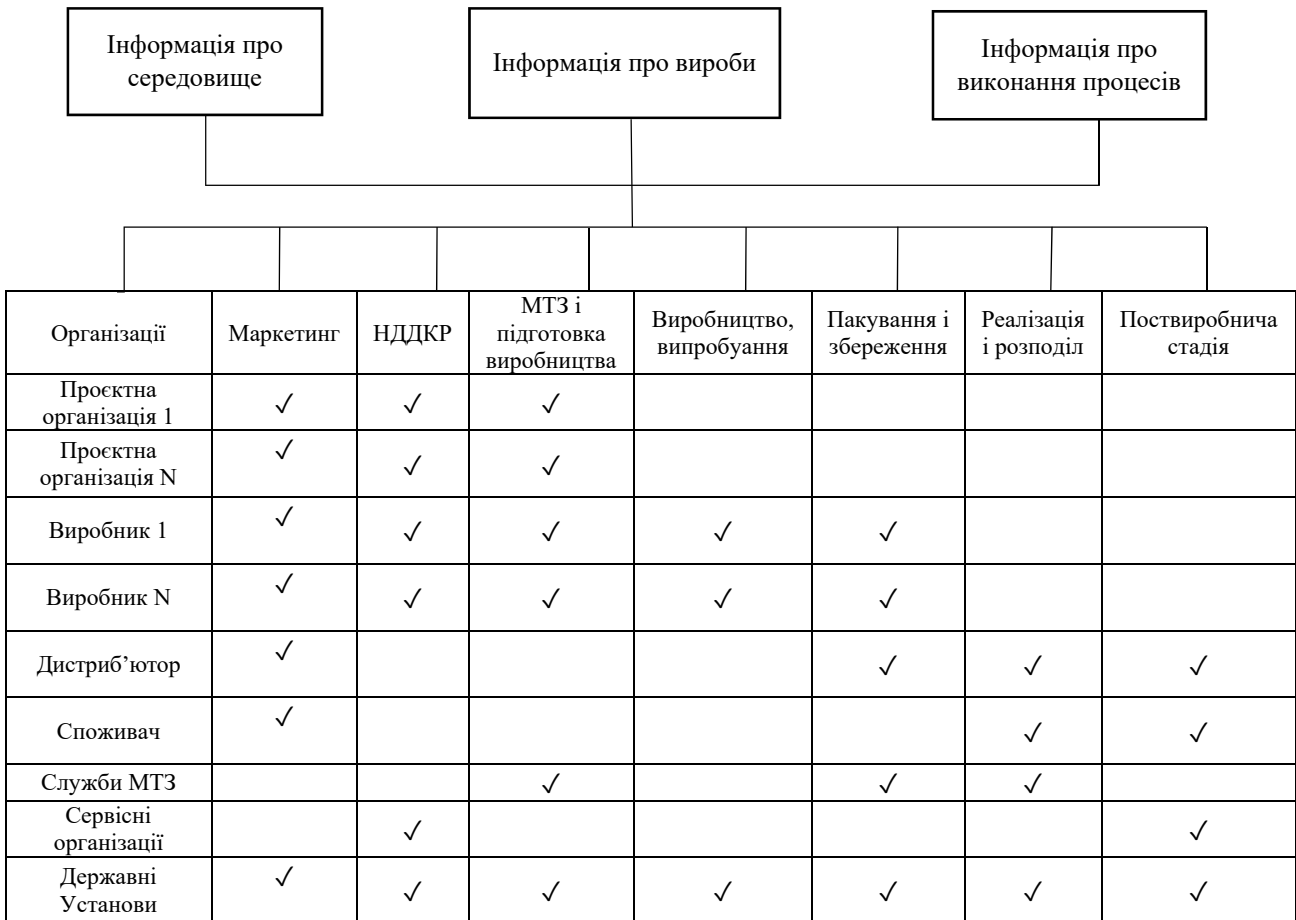 Інформація про
середовище
Інформація про вироби
Інформація про
виконання процесів
Організації
Маркетинг
НДДКР
МТЗ і
підготовка
виробництва
Виробництво,
випробуання
Пакування і
збереження
Реалізація
і розподіл
Поствиробнича
стадія
Проєктна
організація 1
✓ ✓ ✓
Проєктна
організація N
✓ ✓ ✓
Виробник 1
✓ ✓ ✓ ✓ ✓
Виробник N
✓ ✓ ✓ ✓ ✓
Дистриб’ютор
✓ ✓ ✓ ✓
Споживач
✓ ✓ ✓
Служби МТЗ
✓ ✓ ✓
Сервісні
організації
✓ ✓
Державні
Установи
✓ ✓ ✓ ✓ ✓ ✓ ✓